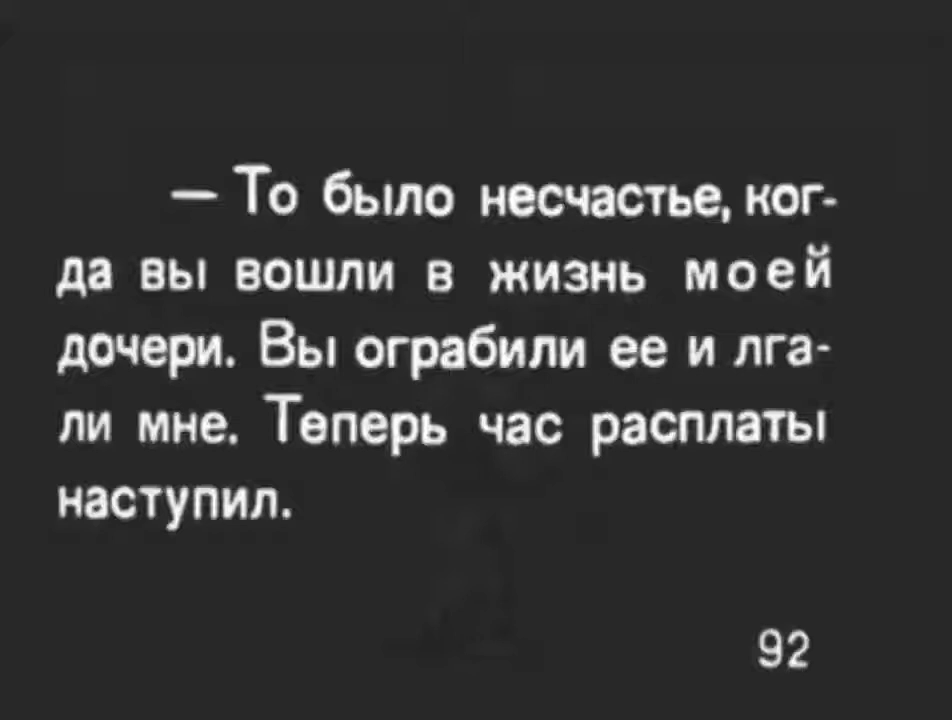 — То было несчастье, ког-
да вы вошли в жизнь моей
дочери. Вы ограбили ее и лга-
ли мне. Теперь час расплаты
наступил.
92